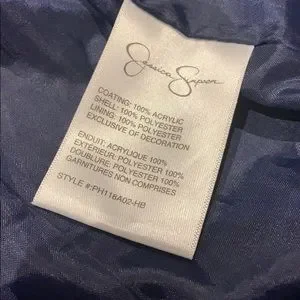 Jessica Simpson
COATING: 100% ACRYLIC
SHELL: 100% POLYESTER
LINING: 100% POLYESTER
EXCLUSIVE OF DECORATION
ENDUIT: ACRYLIQUE 100%
EXTÉRIEUR: POLYESTER 100%
DOUBLURE: POLYESTER 100%
GARNITURES NON COMPRISES
STYLE #:PH116A02-HB